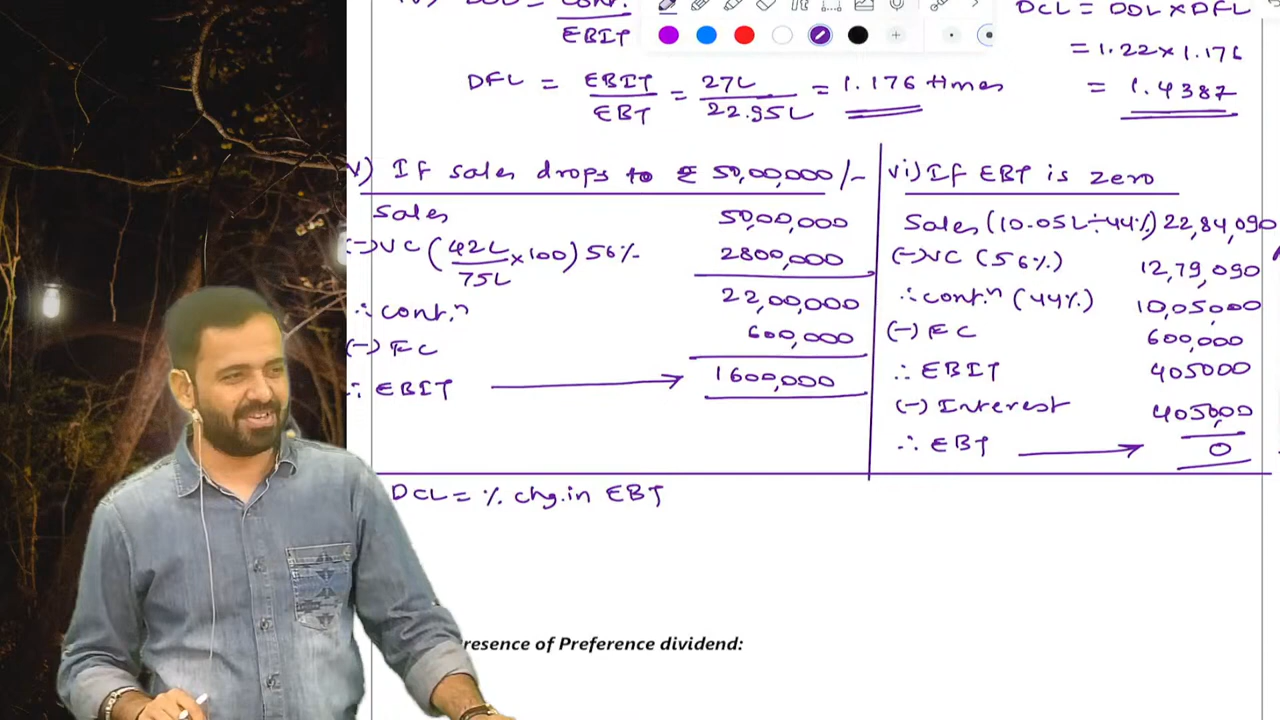 EBIT
DFL = EBIT/EBT = 27L/22.95L = 1.176 times
DCL = DOL x DFL
= 1.22 x 1.176
= 1.4387
v) If sales drops to ₹ 50,00,000/-
Sales 50,00,000
(-) VC (42L/75L x 100) 56% 2800,000
∴ cont.ⁿ 22,00,000
(-) FC 600,000
∴ EBIT → 1600,000
vi) If EBT is zero
Sales (10.05L ÷ 44%) 22,84,090
(-) VC (56%) 12,79,090
∴ cont.ⁿ (44%) 10,05,000
(-) FC 600,000
∴ EBIT 405000
(-) Interest 405,000
∴ EBT → 0
DCL = % chg.in EBT
resence of Preference dividend: